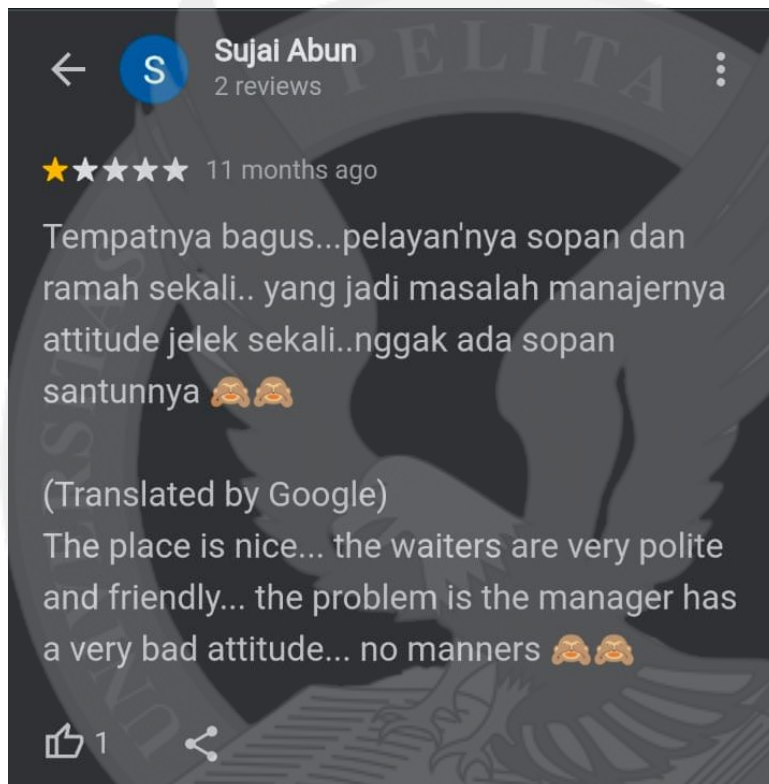 S
Sujai Abun
2 reviews
11 months ago
Tempatnya bagus...pelayan'nya sopan dan
ramah sekali.. yang jadi masalah manajernya
attitude jelek sekali..nggak ada sopan
santunnya 🙈🙈
(Translated by Google)
The place is nice... the waiters are very polite
and friendly... the problem is the manager has
a very bad attitude... no manners 🙈🙈
1
UNIVERSITAS PELITA